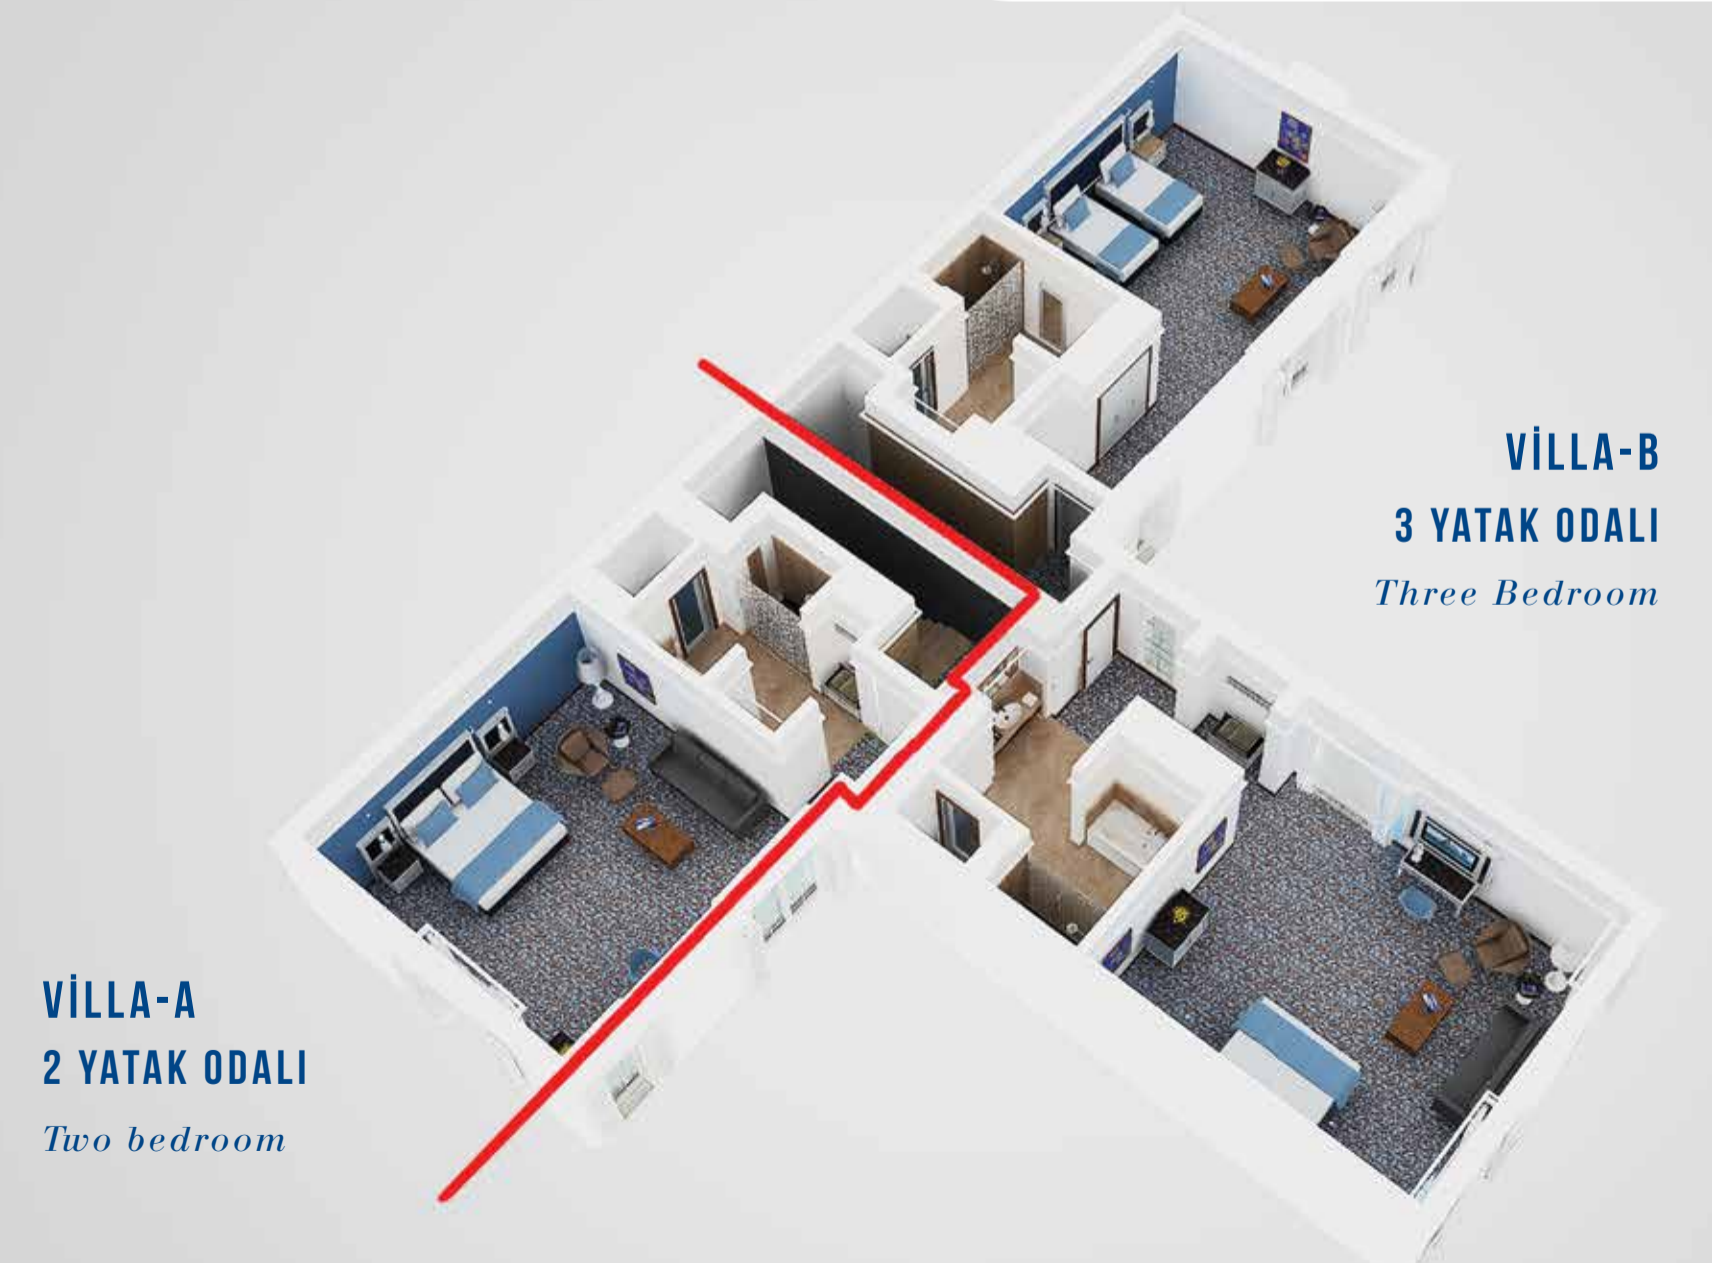 VİLLA-B
3 YATAK ODALI
Three Bedroom
VİLLA-A
2 YATAK ODALI
Two bedroom